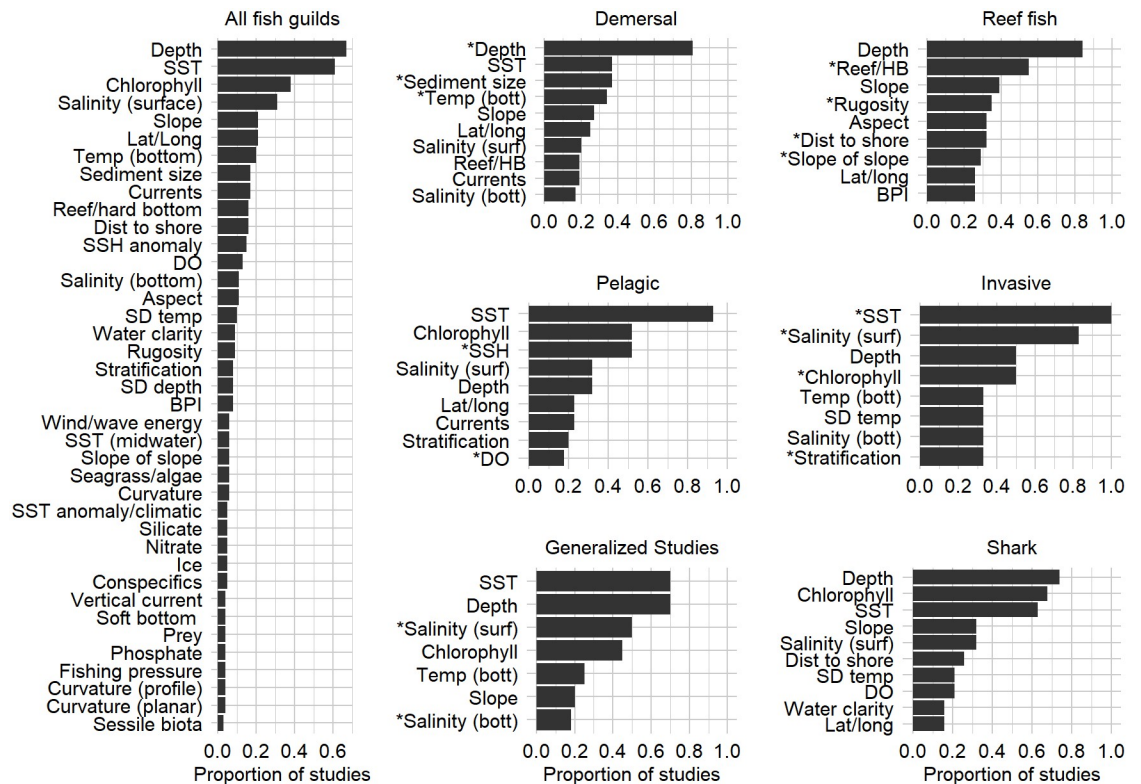 All fish guilds
Depth
SST
Chlorophyll
Salinity (surface)
Slope
Lat/Long
Temp (bottom)
Sediment size
Currents
Reef/hard bottom
Dist to shore
SSH anomaly
DO
Salinity (bottom)
Aspect
SD temp
Water clarity
Rugosity
Stratification
SD depth
BPI
Wind/wave energy
SST (midwater)
Slope of slope
Seagrass/algae
Curvature
SST anomaly/climatic
Silicate
Nitrate
Ice
Conspecifics
Vertical current
Soft bottom
Prey
Phosphate
Fishing pressure
Curvature (profile)
Curvature (planar)
Sessile biota
0.0 0.2 0.4 0.6
Proportion of studies
Demersal
*Depth
SST
*Sediment size
*Temp (bott)
Slope
Lat/long
Salinity (surf)
Reef/HB
Currents
Salinity (bott)
0.0 0.2 0.4 0.6 0.8 1.0
Reef fish
Depth
*Reef/HB
Slope
*Rugosity
Aspect
*Dist to shore
*Slope of slope
Lat/long
BPI
0.0 0.2 0.4 0.6 0.8 1.0
Pelagic
SST
Chlorophyll
*SSH
Salinity (surf)
Depth
Lat/long
Currents
Stratification
*DO
0.0 0.2 0.4 0.6 0.8 1.0
Invasive
*SST
*Salinity (surf)
Depth
*Chlorophyll
Temp (bott)
SD temp
Salinity (bott)
*Stratification
0.0 0.2 0.4 0.6 0.8 1.0
Generalized Studies
SST
Depth
*Salinity (surf)
Chlorophyll
Temp (bott)
Slope
*Salinity (bott)
0.0 0.2 0.4 0.6 0.8 1.0
Proportion of studies
Shark
Depth
Chlorophyll
SST
Slope
Salinity (surf)
Dist to shore
SD temp
DO
Water clarity
Lat/long
0.0 0.2 0.4 0.6 0.8 1.0
Proportion of studies